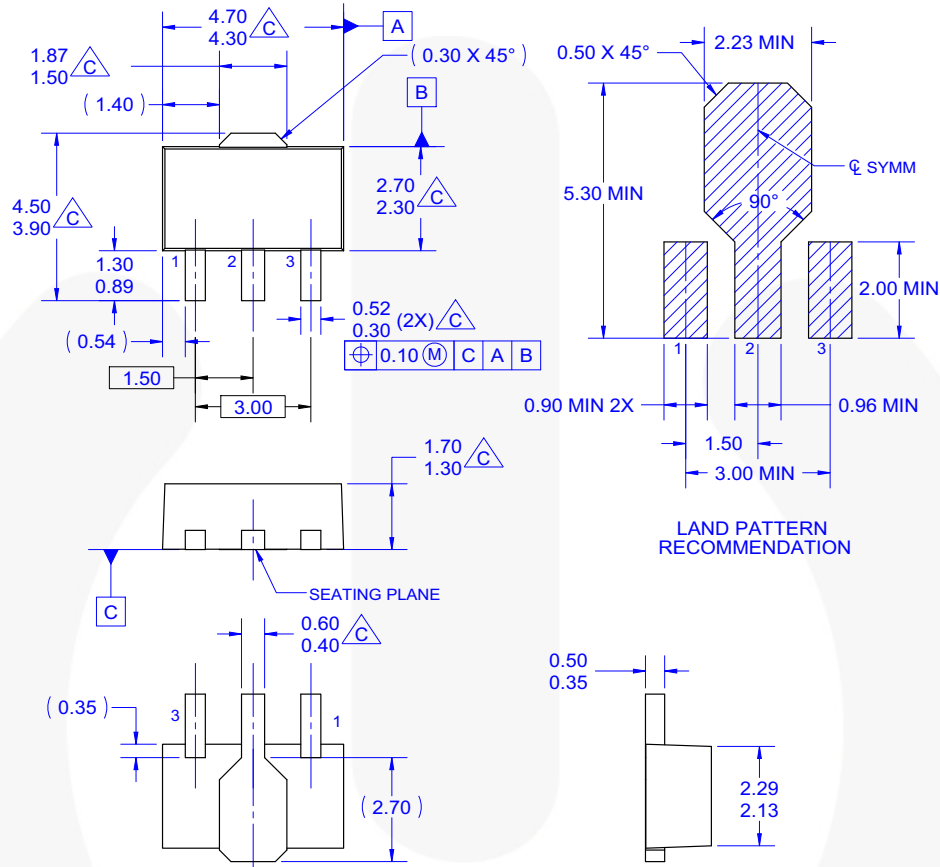 4.70
4.30 C
A
1.87
1.50 C
( 0.30 X 45° )
( 1.40 )
B
4.50
3.90 C
2.70
2.30 C
1 2 3
1.30
0.89
0.52
0.30 (2X) C
( 0.54 )
⌖ 0.10 Ⓜ C A B
1.50
3.00
2.23 MIN
0.50 X 45°
℄ SYMM
5.30 MIN
90°
2.00 MIN
1 2 3
0.90 MIN 2X
0.96 MIN
1.50
3.00 MIN
LAND PATTERN
RECOMMENDATION
1.70
1.30 C
C
SEATING PLANE
0.60
0.40 C
( 0.35 )
3 1
( 2.70 )
0.50
0.35
2.29
2.13